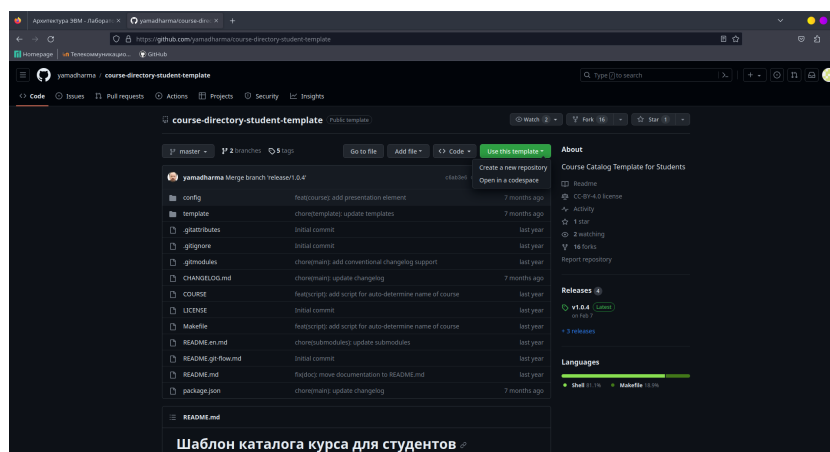 Архитектура ЭВМ - Лаборато
yamadharma/course-direc
https://github.com/yamadharma/course-directory-student-template
Homepage
Телекоммуникацио...
GitHub
yamadharma / course-directory-student-template
Type / to search
Code Issues Pull requests Actions Projects Security Insights
course-directory-student-template Public template
Watch 2 Fork 16 Star 1
master 2 branches 5 tags Go to file Add file Code Use this template
Create a new repository
Open in a codespace
yamadharma Merge branch 'release/1.0.4'
config feat(course): add presentation element 7 months ago
template chore(template): update templates 7 months ago
.gitattributes Initial commit last year
.gitignore Initial commit last year
.gitmodules chore(main): add conventional changelog support last year
CHANGELOG.md chore(main): update changelog 7 months ago
COURSE feat(script): add script for auto-determine name of course last year
LICENSE Initial commit last year
Makefile feat(script): add script for auto-determine name of course last year
README.en.md chore(submodules): update submodules last year
README.git-flow.md Initial commit last year
README.md fix(doc): move documentation to README.md last year
package.json chore(main): update changelog 7 months ago
README.md
Шаблон каталога курса для студентов
About
Course Catalog Template for Students
Readme
CC-BY-4.0 license
Activity
1 star
2 watching
16 forks
Report repository
Releases 4
v1.0.4 Latest
on Feb 7
+ 3 releases
Languages
Shell 81.1% Makefile 18.9%